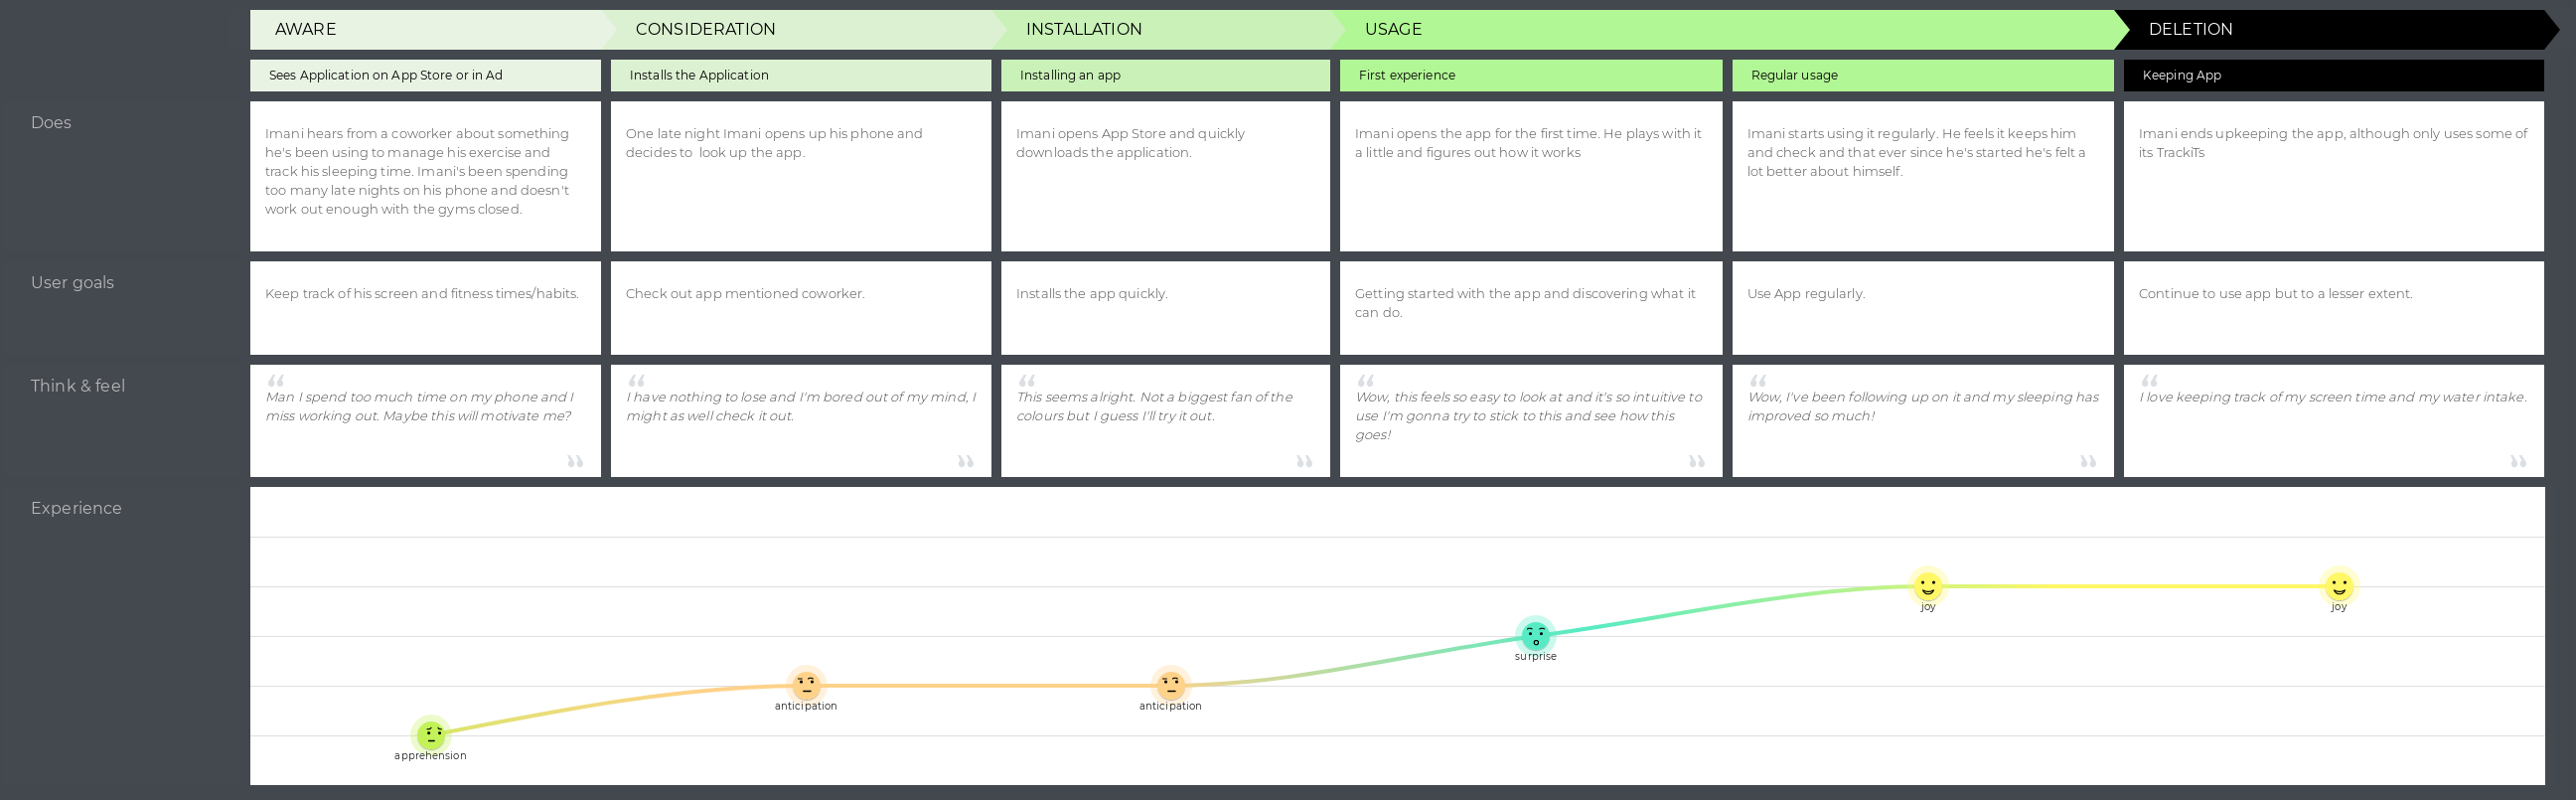 AWARE
CONSIDERATION
INSTALLATION
USAGE
DELETION
Sees Application on App Store or in Ad
Installs the Application
Installing an app
First experience
Regular usage
Keeping App
Does
Imani hears from a coworker about something
he's been using to manage his exercise and
track his sleeping time. Imani's been spending
too many late nights on his phone and doesn't
work out enough with the gyms closed.
One late night Imani opens up his phone and
decides to  look up the app.
Imani opens App Store and quickly
downloads the application.
Imani opens the app for the first time. He plays with it
a little and figures out how it works
Imani starts using it regularly. He feels it keeps him
and check and that ever since he's started he's felt a
lot better about himself.
Imani ends upkeeping the app, although only uses some of
its TrackiTs
User goals
Keep track of his screen and fitness times/habits.
Check out app mentioned coworker.
Installs the app quickly.
Getting started with the app and discovering what it
can do.
Use App regularly.
Continue to use app but to a lesser extent.
Think & feel
“
Man I spend too much time on my phone and I
miss working out. Maybe this will motivate me?
”
“
I have nothing to lose and I'm bored out of my mind, I
might as well check it out.
”
“
This seems alright. Not a biggest fan of the
colours but I guess I'll try it out.
”
“
Wow, this feels so easy to look at and it's so intuitive to
use I'm gonna try to stick to this and see how this
goes!
”
“
Wow, I've been following up on it and my sleeping has
improved so much!
”
“
I love keeping track of my screen time and my water intake.
”
Experience
apprehension
anticipation
anticipation
surprise
joy
joy